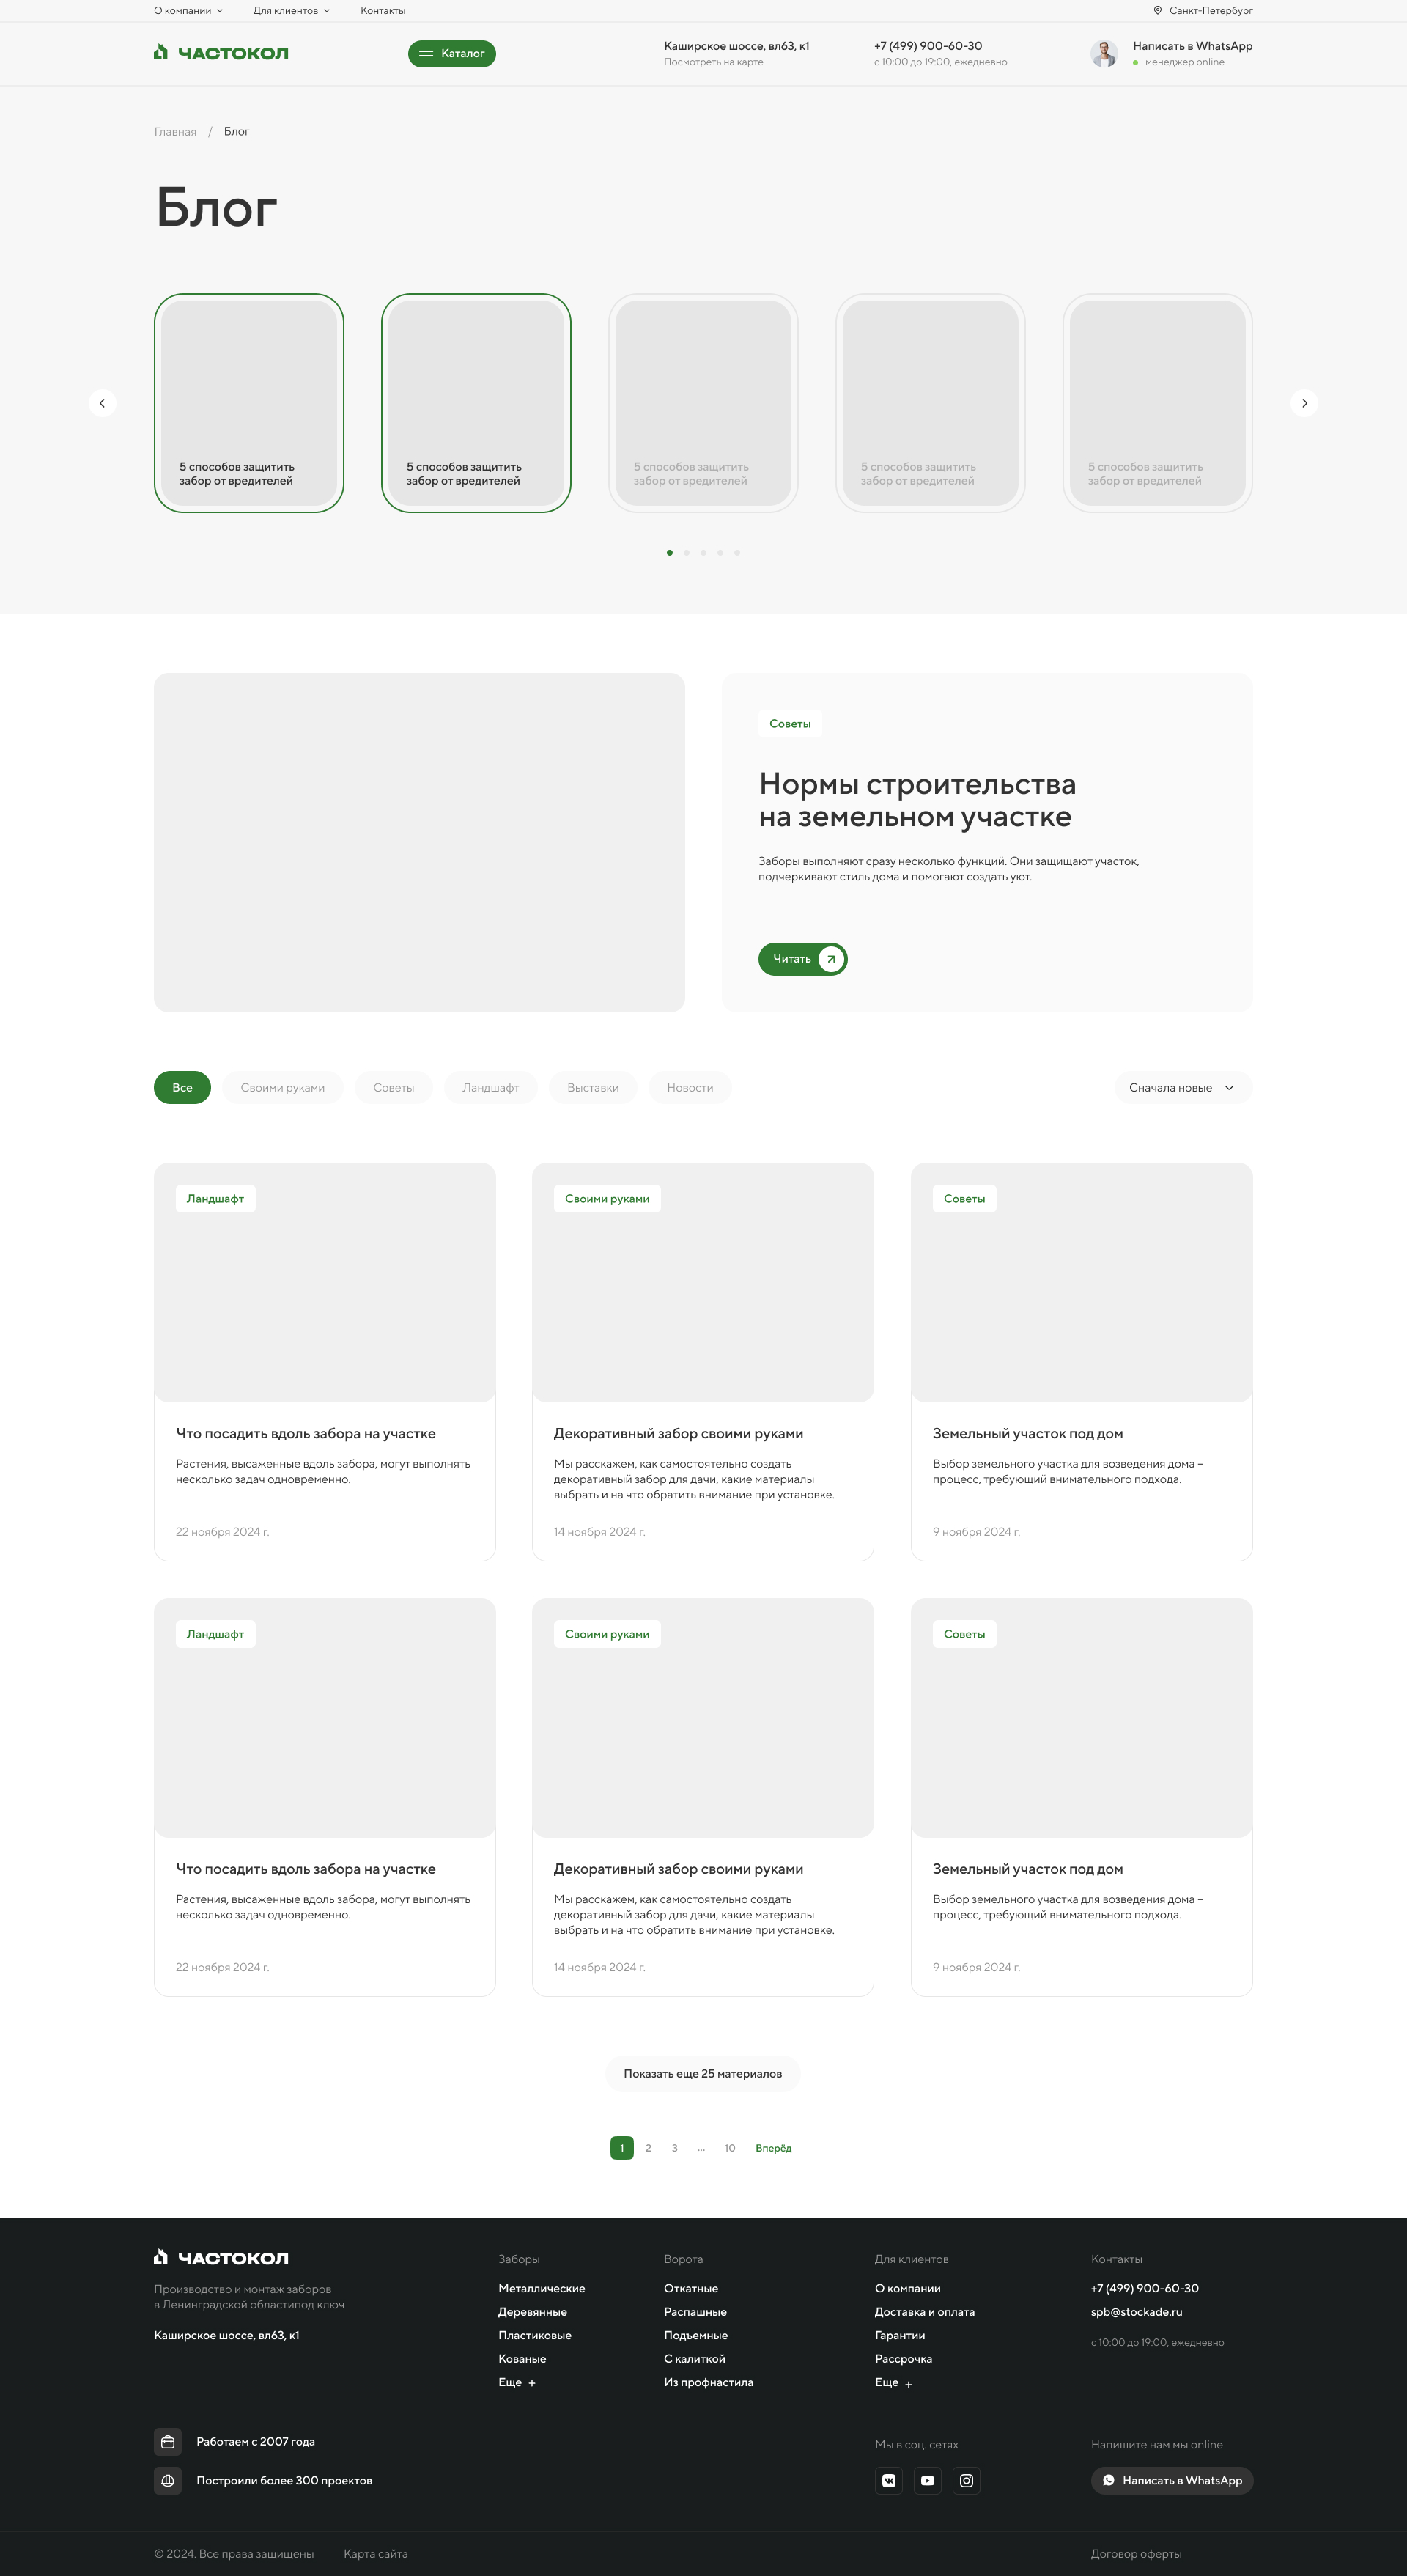 О компании
Для клиентов
Контакты
Санкт-Петербург
ЧАСТОКОЛ
Каталог
Каширское шоссе, вл63, к1
Посмотреть на карте
+7 (499) 900-60-30
с 10:00 до 19:00, ежедневно
Написать в WhatsApp
менеджер online
Главная / Блог
Блог
5 способов защитить
забор от вредителей
5 способов защитить
забор от вредителей
5 способов защитить
забор от вредителей
5 способов защитить
забор от вредителей
5 способов защитить
забор от вредителей
Советы
Нормы строительства
на земельном участке
Заборы выполняют сразу несколько функций. Они защищают участок,
подчеркивают стиль дома и помогают создать уют.
Читать
Все
Своими руками
Советы
Ландшафт
Выставки
Новости
Сначала новые
Ландшафт
Что посадить вдоль забора на участке
Растения, высаженные вдоль забора, могут выполнять
несколько задач одновременно.
22 ноября 2024 г.
Своими руками
Декоративный забор своими руками
Мы расскажем, как самостоятельно создать
декоративный забор для дачи, какие материалы
выбрать и на что обратить внимание при установке.
14 ноября 2024 г.
Советы
Земельный участок под дом
Выбор земельного участка для возведения дома –
процесс, требующий внимательного подхода.
9 ноября 2024 г.
Ландшафт
Что посадить вдоль забора на участке
Растения, высаженные вдоль забора, могут выполнять
несколько задач одновременно.
22 ноября 2024 г.
Своими руками
Декоративный забор своими руками
Мы расскажем, как самостоятельно создать
декоративный забор для дачи, какие материалы
выбрать и на что обратить внимание при установке.
14 ноября 2024 г.
Советы
Земельный участок под дом
Выбор земельного участка для возведения дома –
процесс, требующий внимательного подхода.
9 ноября 2024 г.
Показать еще 25 материалов
1 2 3 ... 10 Вперёд
ЧАСТОКОЛ
Производство и монтаж заборов
в Ленинградской областипод ключ
Каширское шоссе, вл63, к1
Заборы
Металлические
Деревянные
Пластиковые
Кованые
Еще +
Ворота
Откатные
Распашные
Подъемные
С калиткой
Из профнастила
Для клиентов
О компании
Доставка и оплата
Гарантии
Рассрочка
Еще +
Контакты
+7 (499) 900-60-30
spb@stockade.ru
с 10:00 до 19:00, ежедневно
Работаем с 2007 года
Построили более 300 проектов
Мы в соц. сетях
Напишите нам мы online
Написать в WhatsApp
© 2024. Все права защищены
Карта сайта
Договор оферты